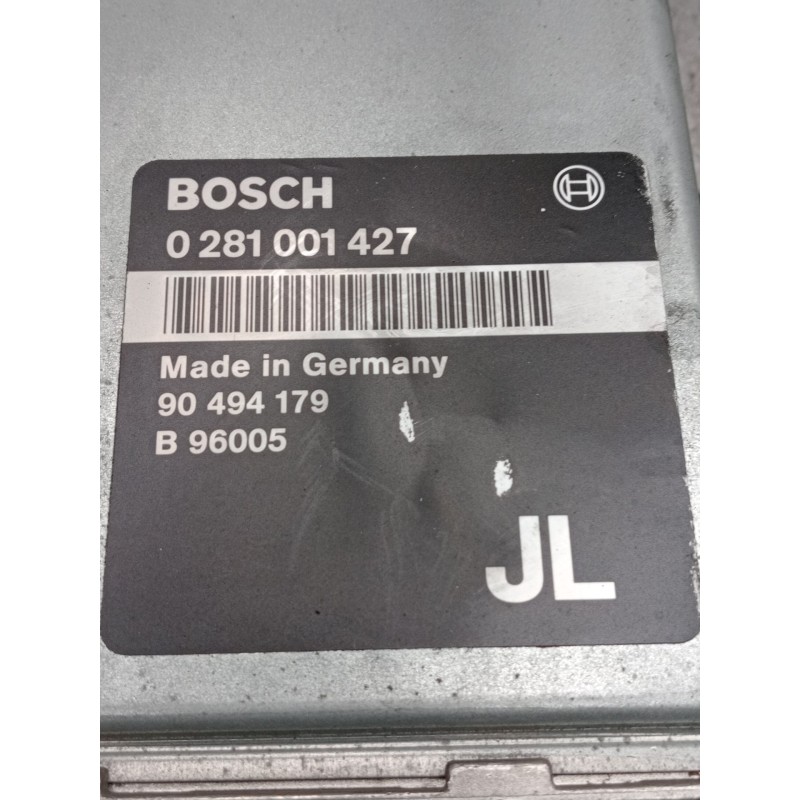 BOSCH
0 281 001 427
Made in Germany
90 494 179
B 96005
JL